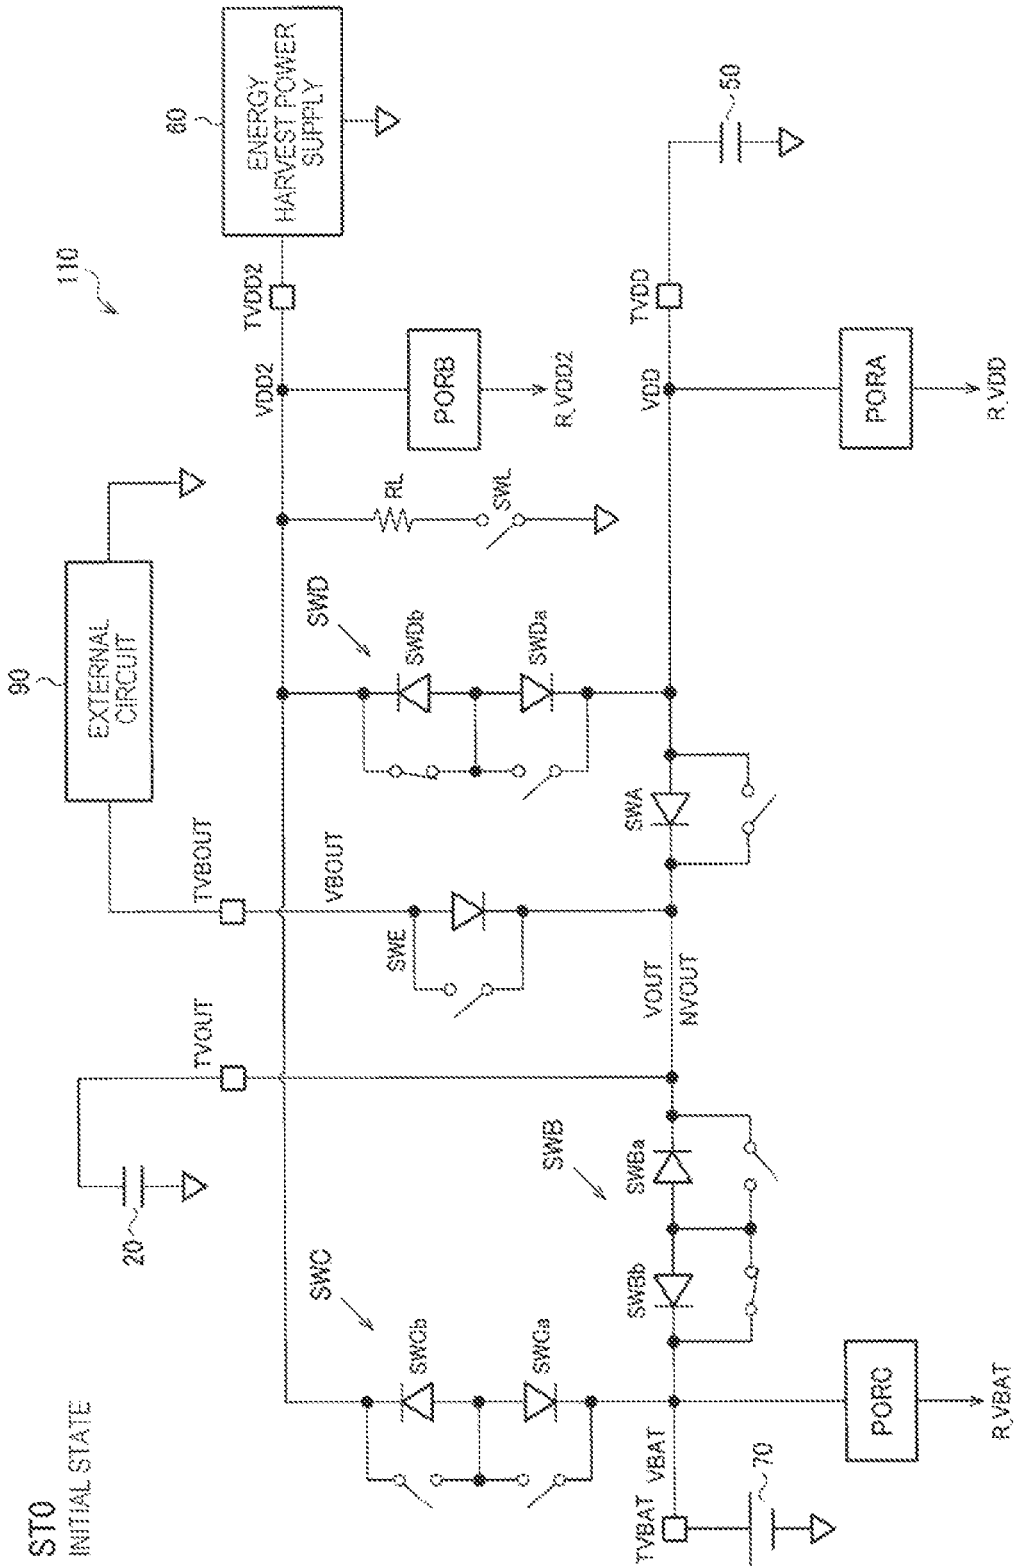 ST0
INITIAL STATE
110
90
EXTERNAL
CIRCUIT
60
ENERGY
HARVEST POWER
SUPPLY
20
TVOUT
TVBOUT
VBOUT
TVDD2
VDD2
SWC
SWCb
SWCa
SWE
SWD
SWDb
SWDa
RL
SWL
PORB
R_VDD2
50
SWB
SWBb
SWBa
VOUT
NVOUT
SWA
VDD
TVDD
TVBAT
VBAT
70
PORC
R_VBAT
PORA
R_VDD